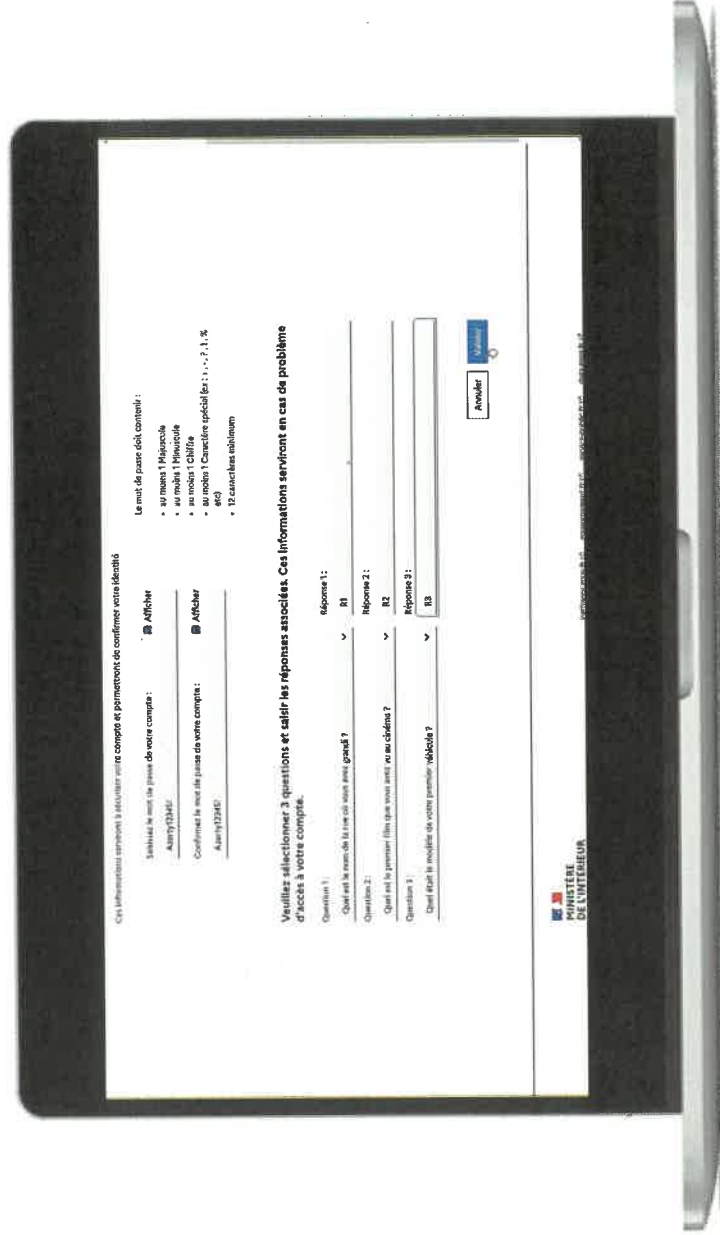 Ces informations serviront à sécuriser votre compte et permettront de confirmer votre identité
Saisissez le mot de passe de votre compte :
Afficher
Azerty12345!
Confirmez le mot de passe de votre compte :
Afficher
Azerty12345!
Le mot de passe doit contenir :
• au moins 1 Majuscule
• au moins 1 Minuscule
• au moins 1 Chiffre
• au moins 1 Caractère spécial (ex : , - , ? , ! , %
etc)
• 12 caractères minimum
Veuillez sélectionner 3 questions et saisir les réponses associées. Ces informations serviront en cas de problème
d'accès à votre compte.
Question 1 :
Réponse 1 :
Quel est le nom de la rue où vous avez grandi ?
R1
Question 2 :
Réponse 2 :
Quel est le premier film que vous avez vu au cinéma ?
R2
Question 3 :
Réponse 3 :
Quel était le modèle de votre premier véhicule ?
R3
Annuler
Valider
MINISTÈRE
DE L'INTÉRIEUR